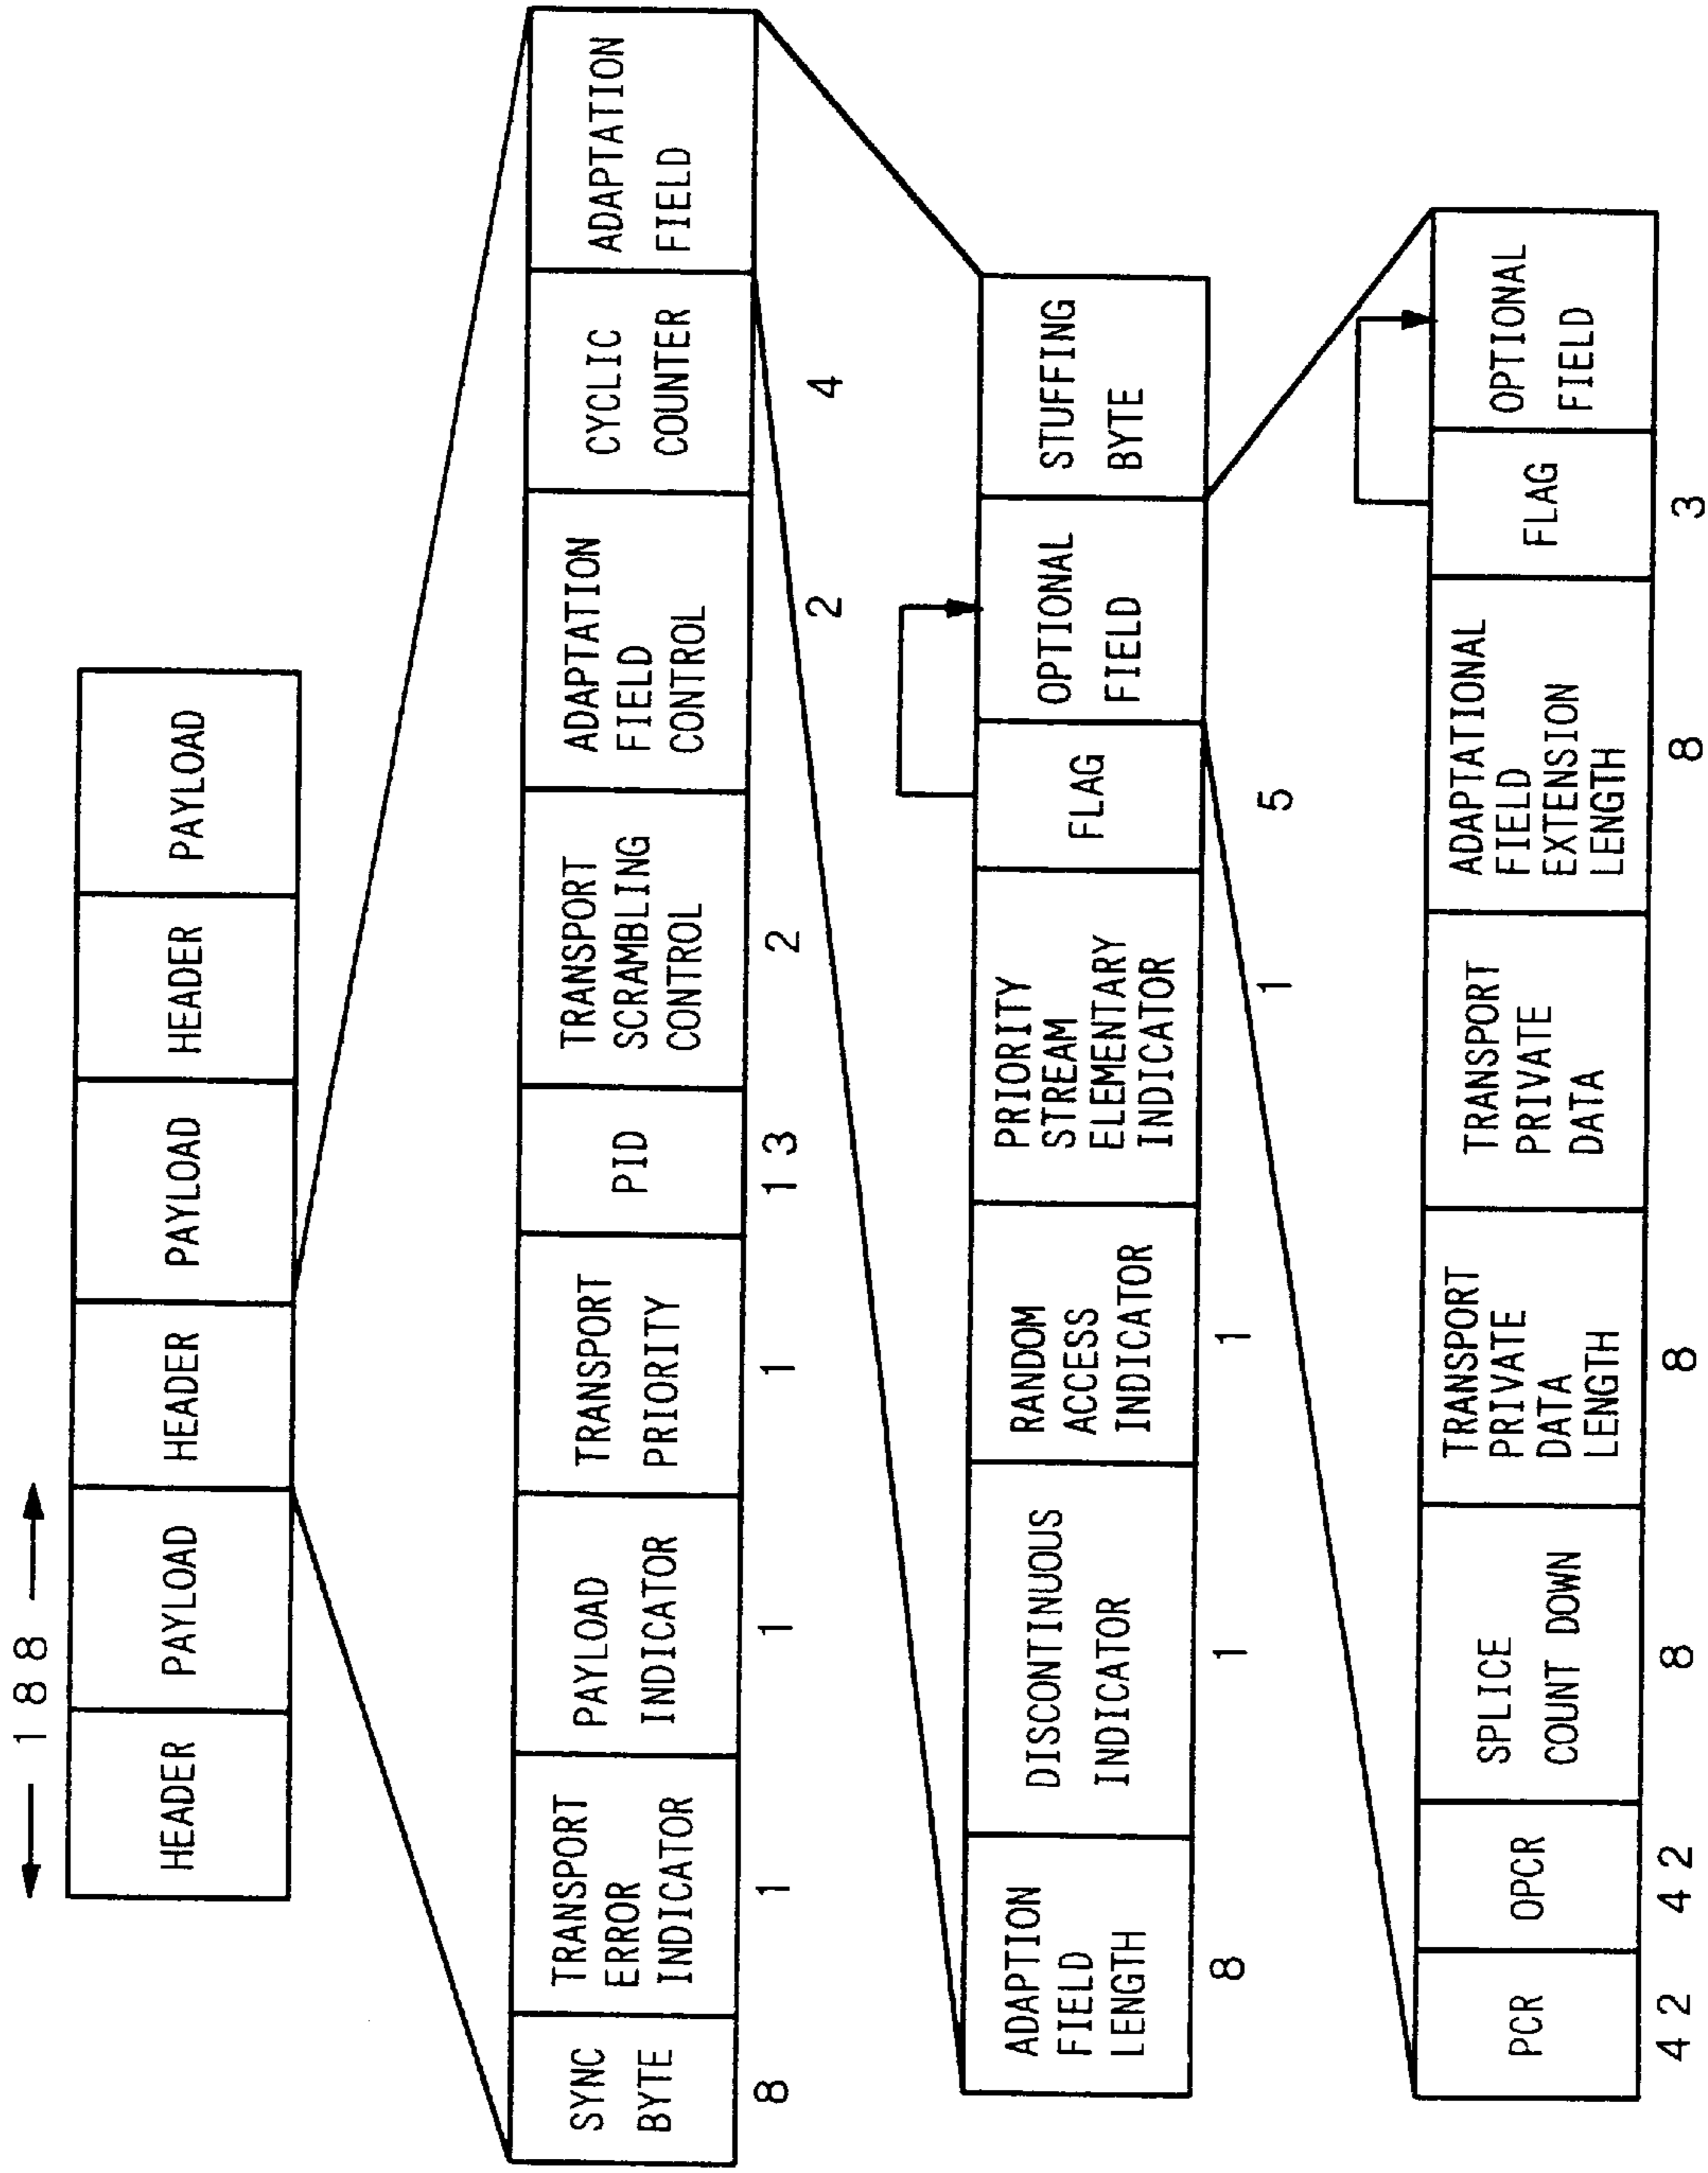 188
HEADER
PAYLOAD
HEADER
PAYLOAD
HEADER
PAYLOAD
SYNC
BYTE
TRANSPORT
ERROR
INDICATOR
PAYLOAD
INDICATOR
TRANSPORT
PRIORITY
PID
TRANSPORT
SCRAMBLING
CONTROL
ADAPTATION
FIELD
CONTROL
CYCLIC
COUNTER
ADAPTATION
FIELD
8
1
1
1
13
2
2
4
ADAPTION
FIELD
LENGTH
DISCONTINUOUS
INDICATOR
RANDOM
ACCESS
INDICATOR
PRIORITY
STREAM
ELEMENTARY
INDICATOR
FLAG
OPTIONAL
FIELD
STUFFING
BYTE
8
1
1
1
5
PCR
OPCR
SPLICE
COUNT DOWN
TRANSPORT
PRIVATE
DATA
LENGTH
TRANSPORT
PRIVATE
DATA
ADAPTATIONAL
FIELD
EXTENSION
LENGTH
FLAG
OPTIONAL
FIELD
42
42
8
8
8
3